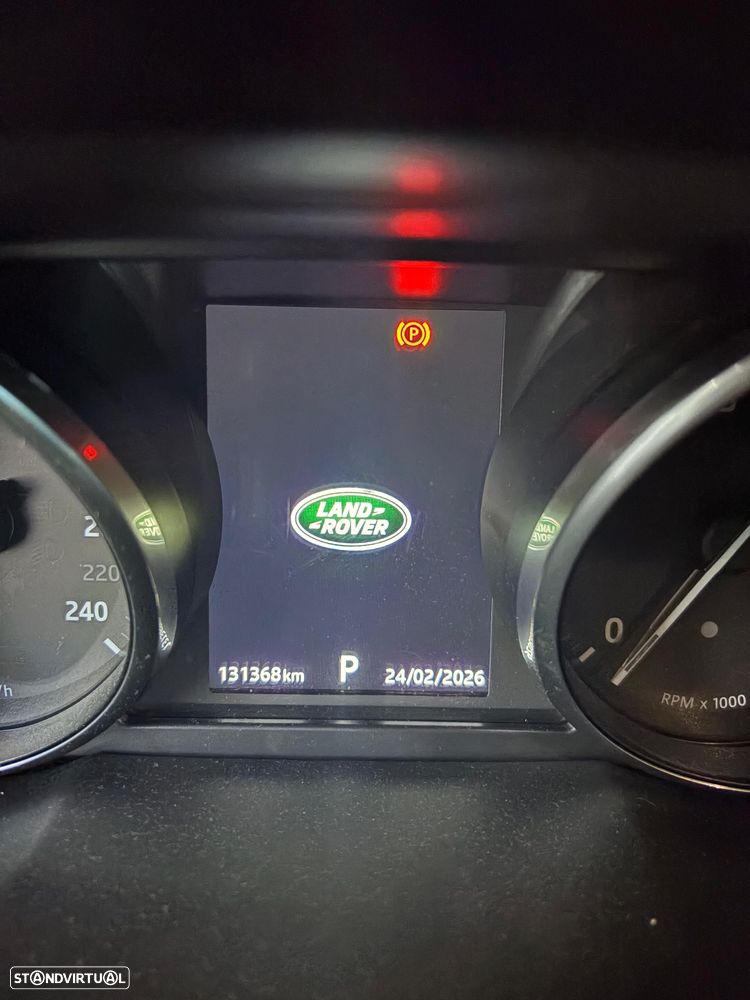 LAND
ROVER
220
240
0
RPM x 1000
131368km P 24/02/2026
STANDVIRTUAL